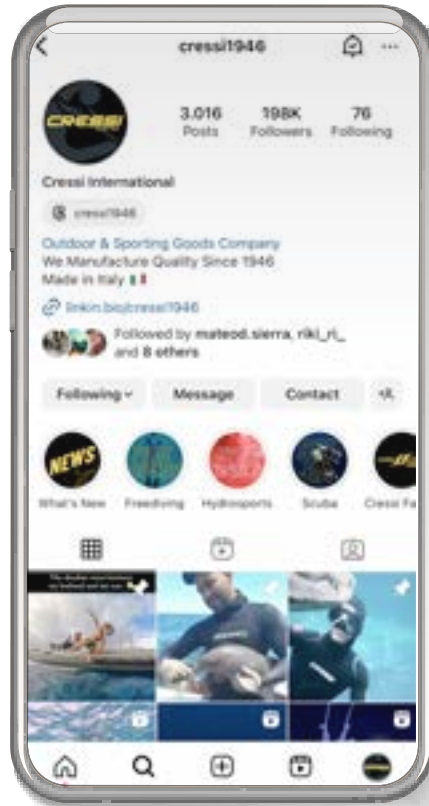 cressi1946
CRESSI
3.016 198K 76
Posts Followers Following
Cressi International
cressi1946
Outdoor & Sporting Goods Company
We Manufacture Quality Since 1946
Made in Italy
linkin.bio/cressi1946
Followed by mateod.sierra, riki_ri_
and 8 others
Following Message Contact
NEWS
What's New Freediving Hydrosports Scuba Cressi Fa